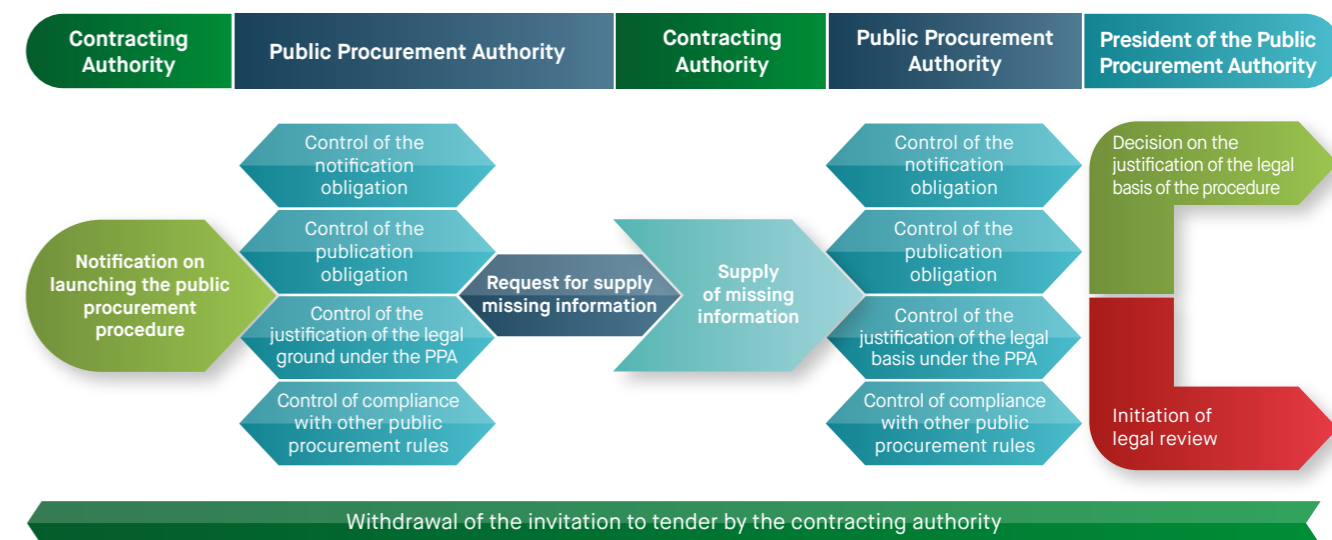 Contracting
Authority
Public Procurement Authority
Contracting
Authority
Public Procurement
Authority
President of the Public
Procurement Authority
Notification on
launching the public
procurement
procedure
Control of the
notification
obligation
Control of the
publication
obligation
Control of the
justification of the legal
ground under the PPA
Control of compliance
with other public
procurement rules
Request for supply
missing information
Supply
of missing
information
Control of the
notification
obligation
Control of the
publication
obligation
Control of the
justification of the legal
basis under the PPA
Control of compliance
with other public
procurement rules
Decision on the
justification of the legal
basis of the procedure
Initiation of
legal review
Withdrawal of the invitation to tender by the contracting authority